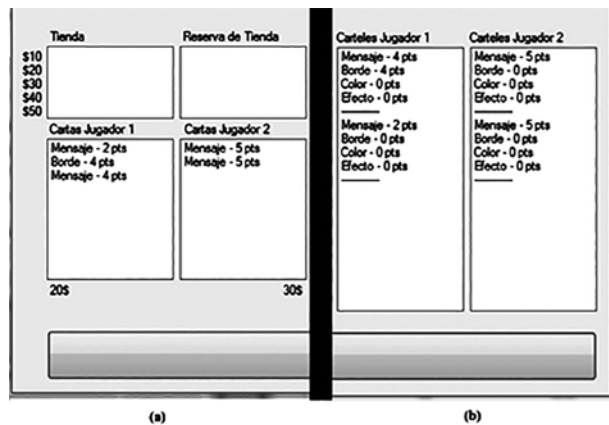 Tienda
Reserva de Tienda
$10
$20
$30
$40
$50
Cartas Jugador 1
Mensaje - 2 pts
Borde - 4 pts
Mensaje - 4 pts
20$
Cartas Jugador 2
Mensaje - 5 pts
Mensaje - 5 pts
30$
(a)
Carteles Jugador 1
Mensaje - 4 pts
Borde - 4 pts
Color - 0 pts
Efecto - 0 pts
Mensaje - 2 pts
Borde - 0 pts
Color - 0 pts
Efecto - 0 pts
Carteles Jugador 2
Mensaje - 5 pts
Borde - 0 pts
Color - 0 pts
Efecto - 0 pts
Mensaje - 5 pts
Borde - 0 pts
Color - 0 pts
Efecto - 0 pts
(b)